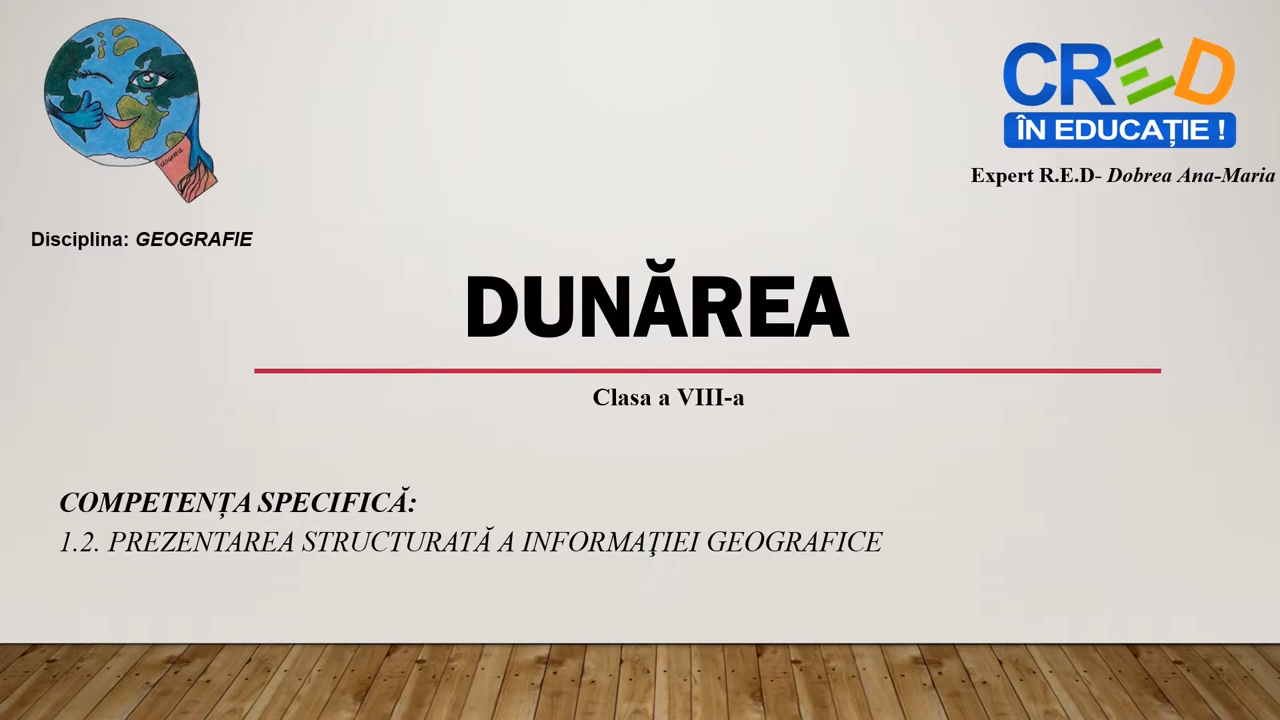 CRED
ÎN EDUCAȚIE !
Expert R.E.D- Dobrea Ana-Maria
GEOGRAFIE
Disciplina: GEOGRAFIE
DUNĂREA
Clasa a VIII-a
COMPETENȚA SPECIFICĂ:
1.2. PREZENTAREA STRUCTURATĂ A INFORMAŢIEI GEOGRAFICE